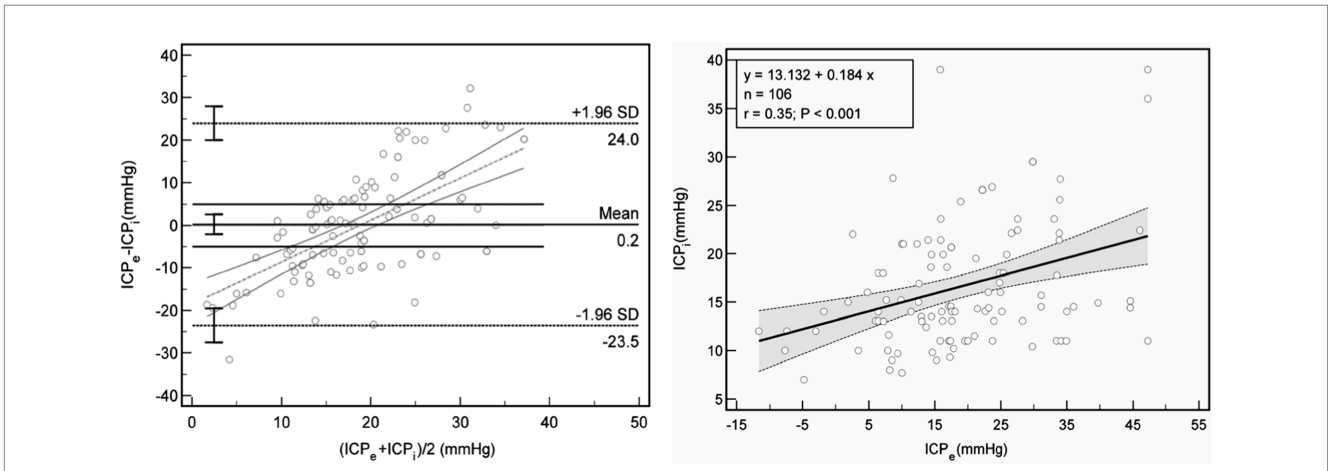 40
30
20
10
0
-10
-20
-30
-40
ICPe-ICPi(mmHg)
+1.96 SD
24.0
Mean
0.2
-1.96 SD
-23.5
0 10 20 30 40 50
(ICPe+ICPi)/2 (mmHg)
y = 13.132 + 0.184 x
n = 106
r = 0.35; P < 0.001
40
35
30
25
20
15
10
5
ICPi(mmHg)
-15 -5 5 15 25 35 45 55
ICPe(mmHg)